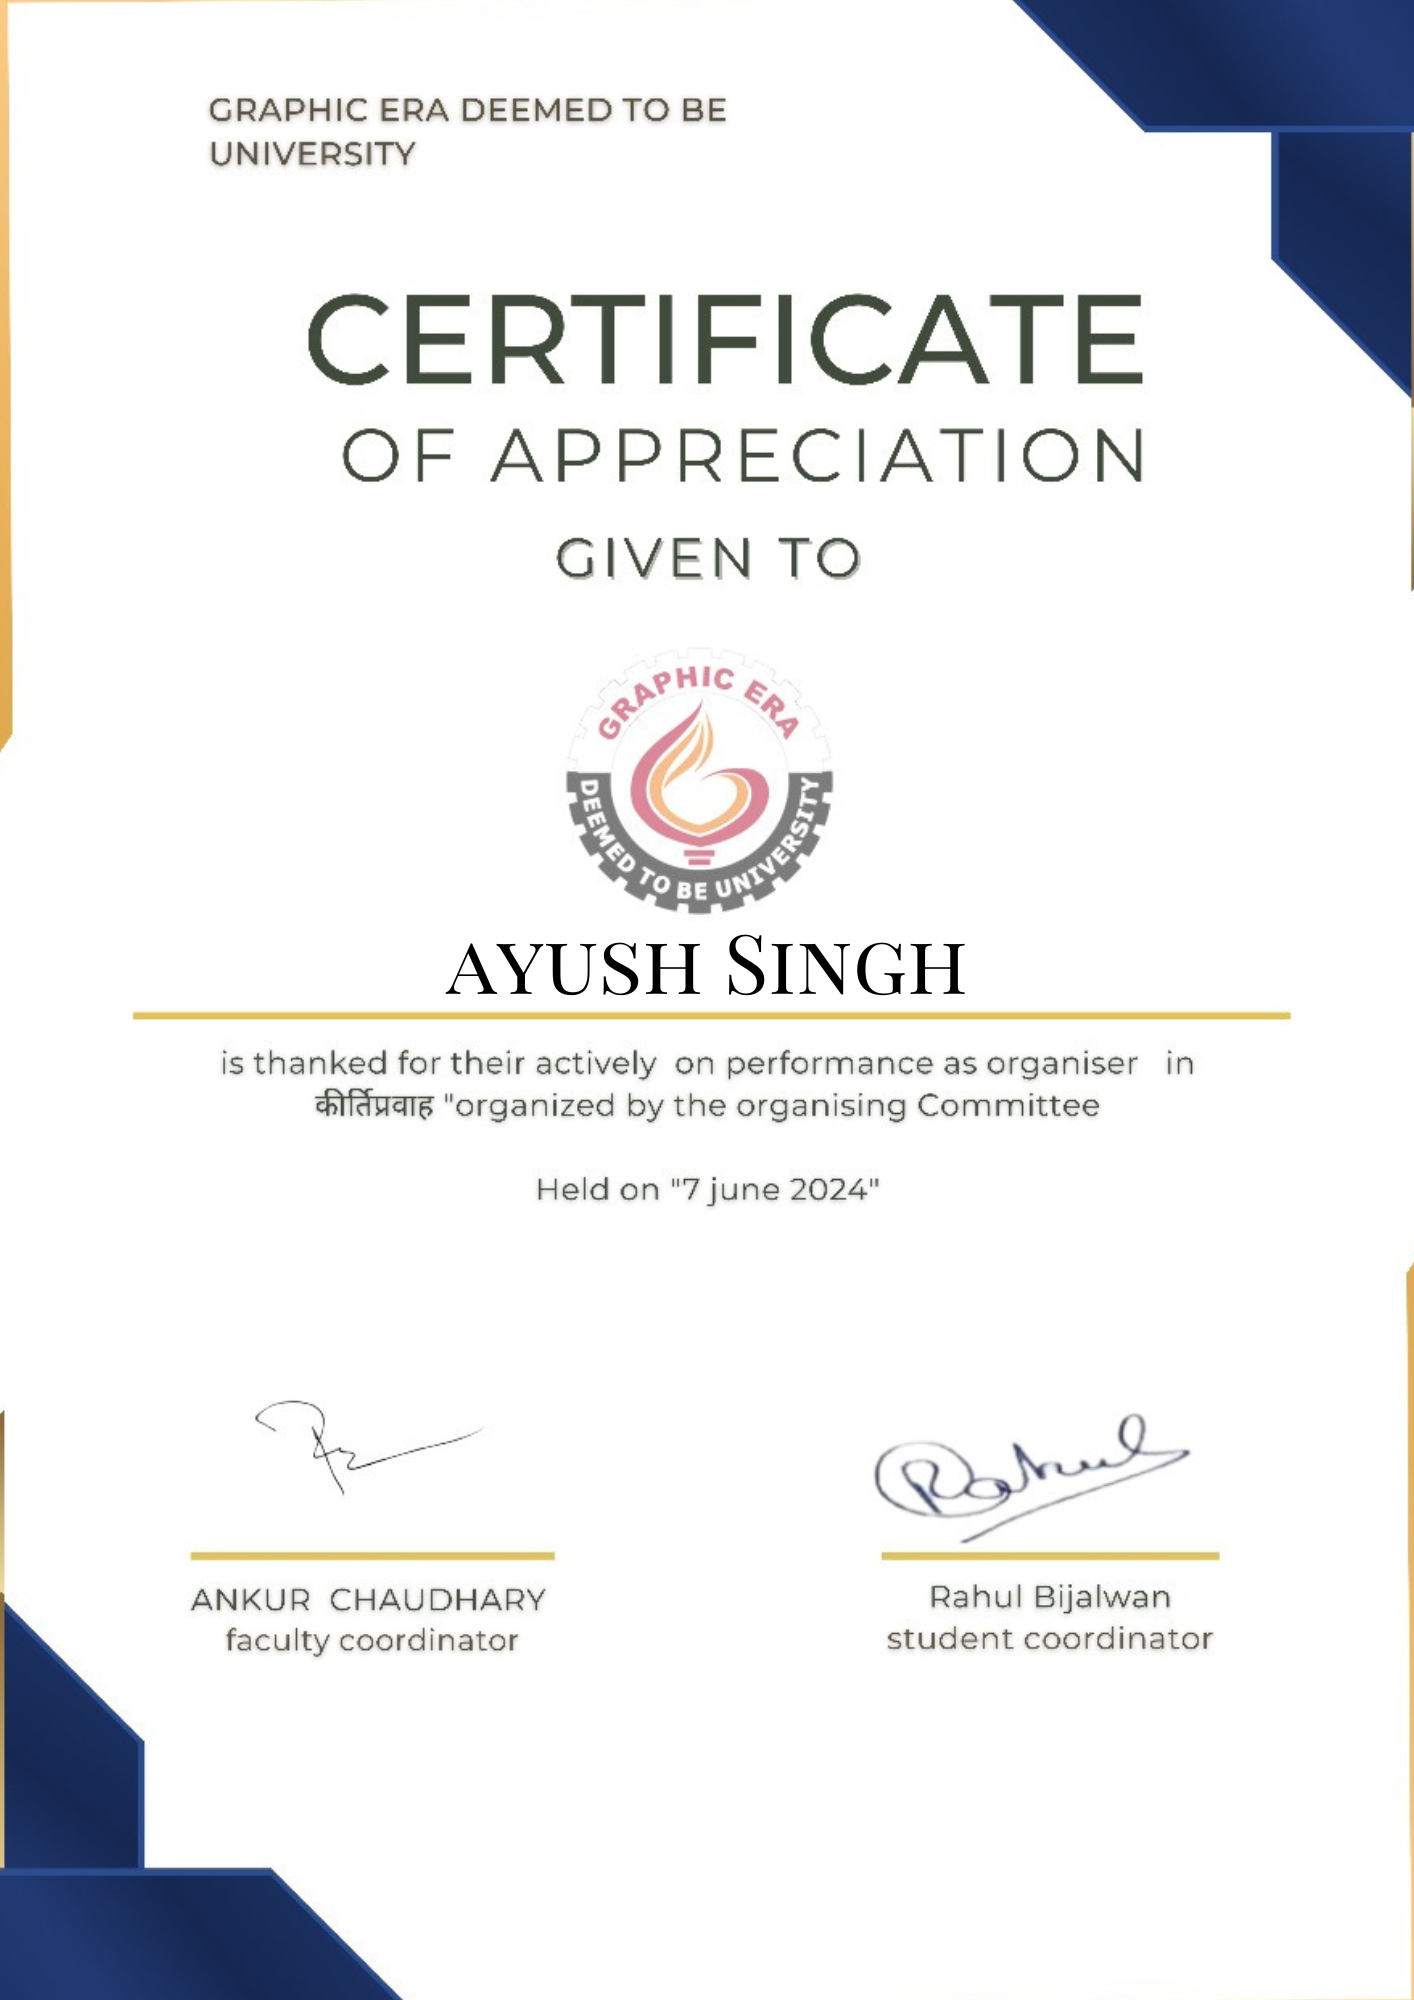 GRAPHIC ERA DEEMED TO BE
UNIVERSITY
CERTIFICATE
OF APPRECIATION
GIVEN TO
GRAPHIC ERA
DEEMED TO BE UNIVERSITY
AYUSH SINGH
is thanked for their actively on performance as organiser in
कीर्तिप्रवाह "organized by the organising Committee
Held on "7 june 2024"
Rahul
ANKUR CHAUDHARY
faculty coordinator
Rahul Bijalwan
student coordinator